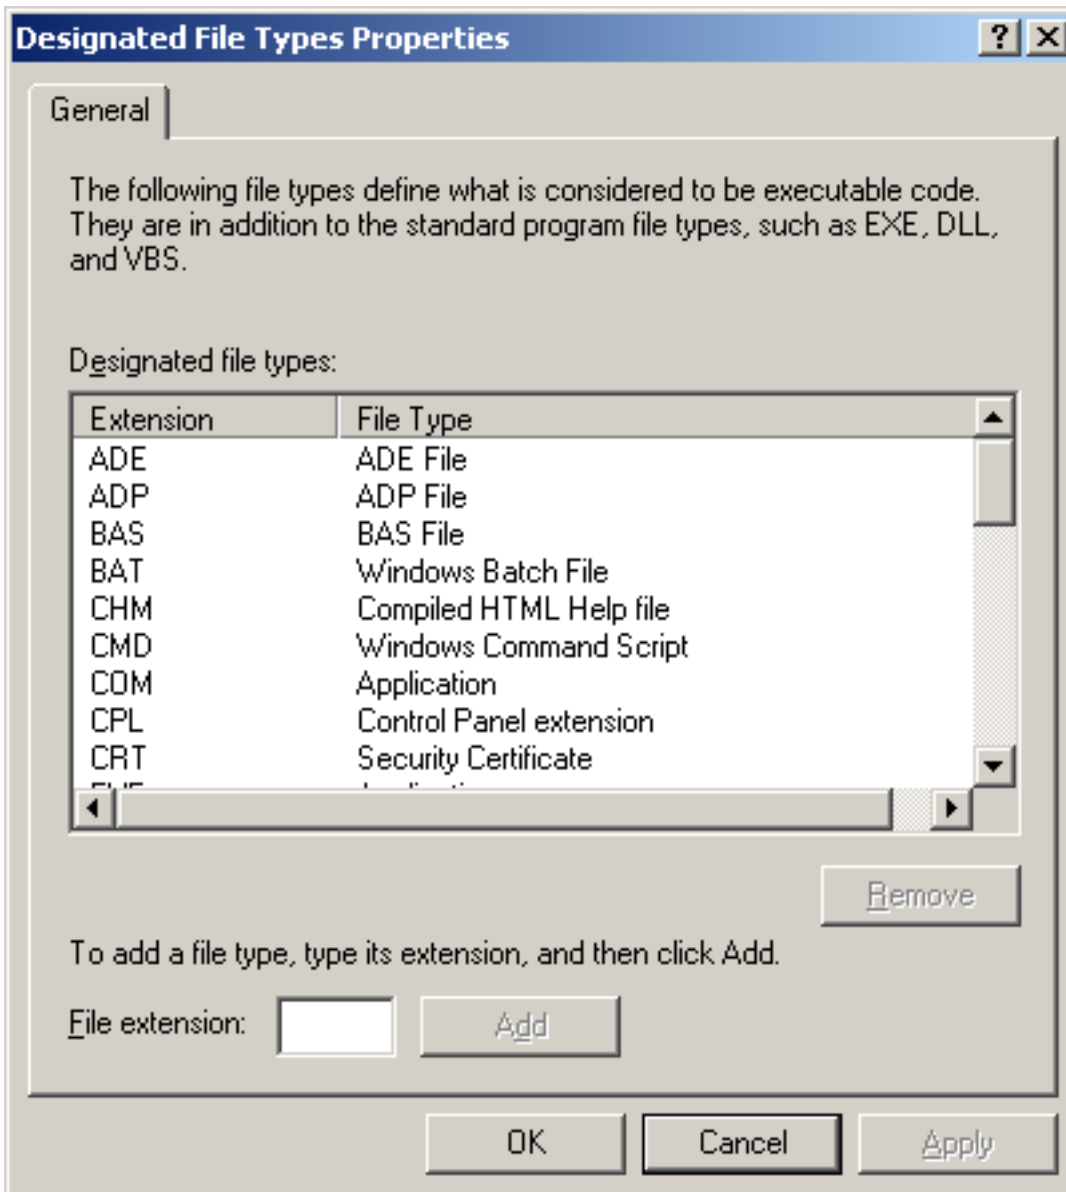 Designated File Types Properties
General
The following file types define what is considered to be executable code.
They are in addition to the standard program file types, such as EXE, DLL,
and VBS.
Designated file types:
Extension File Type
ADE ADE File
ADP ADP File
BAS BAS File
BAT Windows Batch File
CHM Compiled HTML Help file
CMD Windows Command Script
COM Application
CPL Control Panel extension
CRT Security Certificate
Remove
To add a file type, type its extension, and then click Add.
File extension: Add
OK Cancel Apply